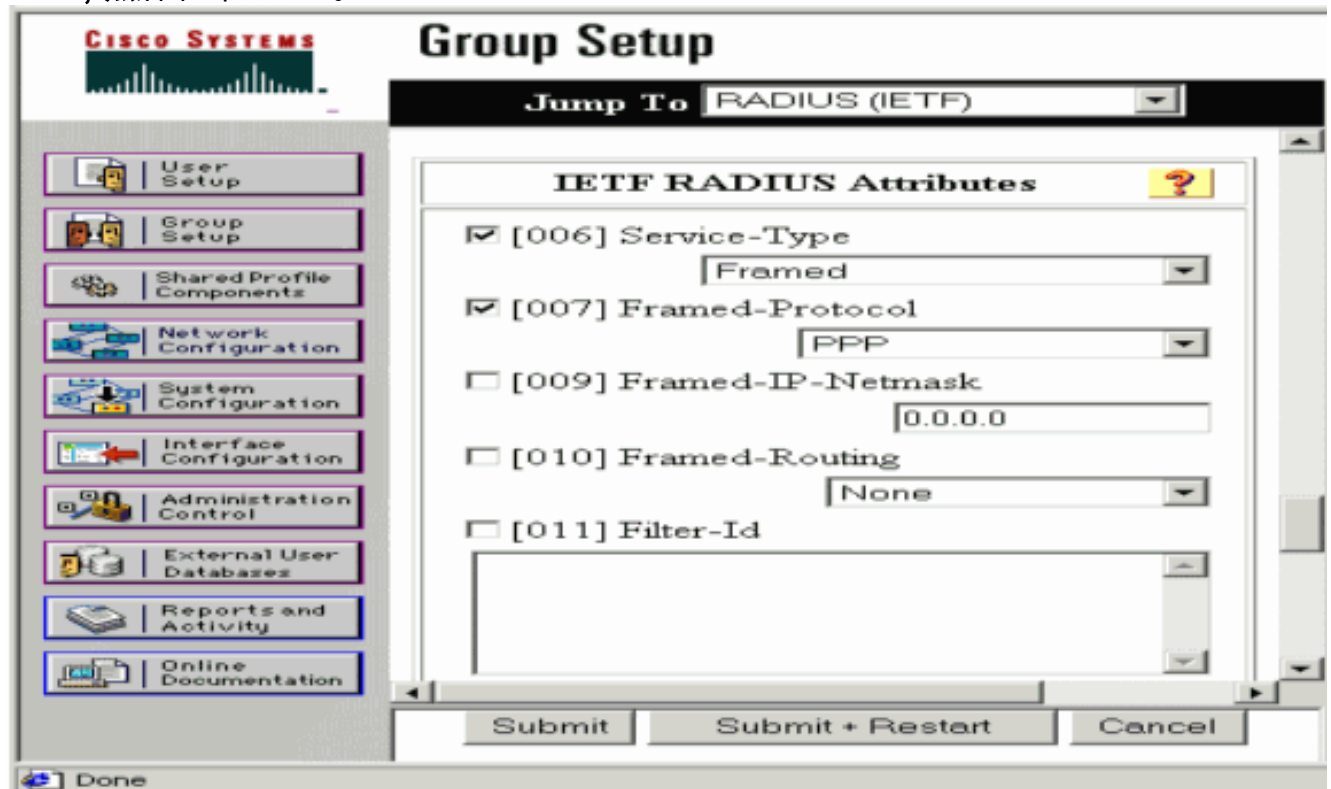 CISCO SYSTEMS
Group Setup
Jump To RADIUS (IETF)
User
Setup
Group
Setup
Shared Profile
Components
Network
Configuration
System
Configuration
Interface
Configuration
Administration
Control
External User
Databases
Reports and
Activity
Online
Documentation
IETF RADIUS Attributes ?
[006] Service-Type
Framed
[007] Framed-Protocol
PPP
[009] Framed-IP-Netmask
0.0.0.0
[010] Framed-Routing
None
[011] Filter-Id
Submit Submit + Restart Cancel
Done